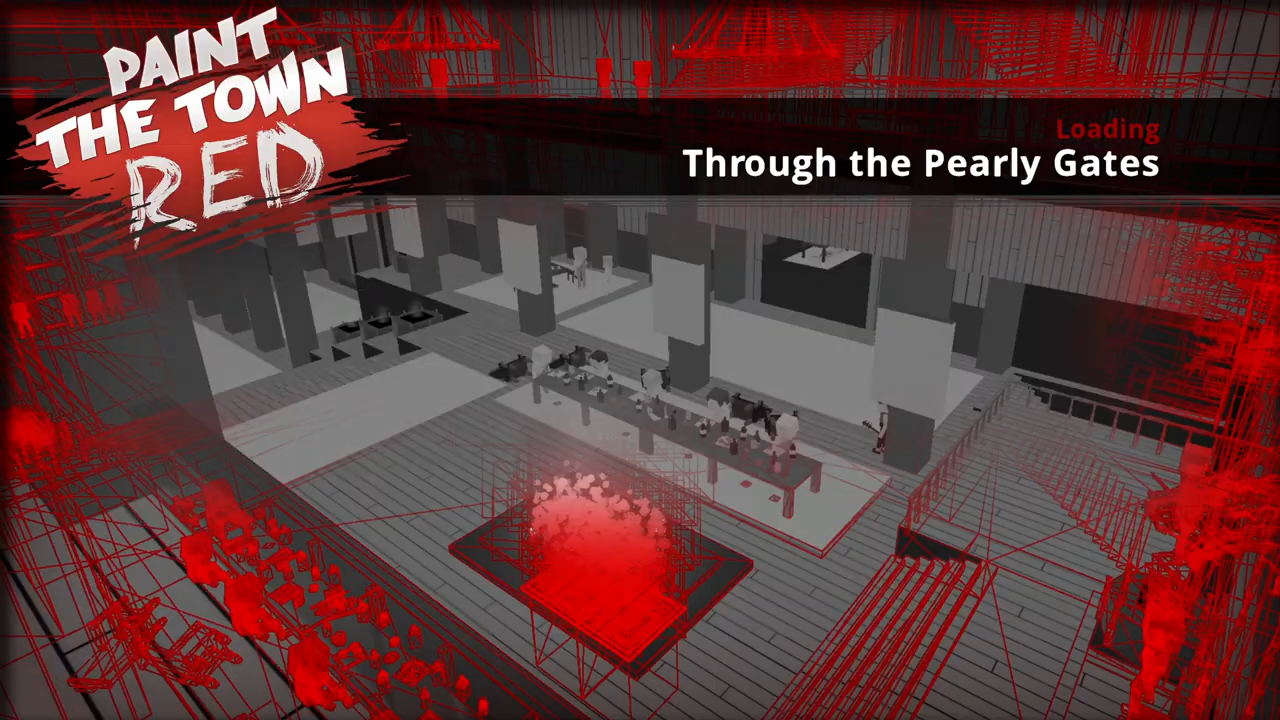 PAINT
THE TOWN
RED
Loading
Through the Pearly Gates